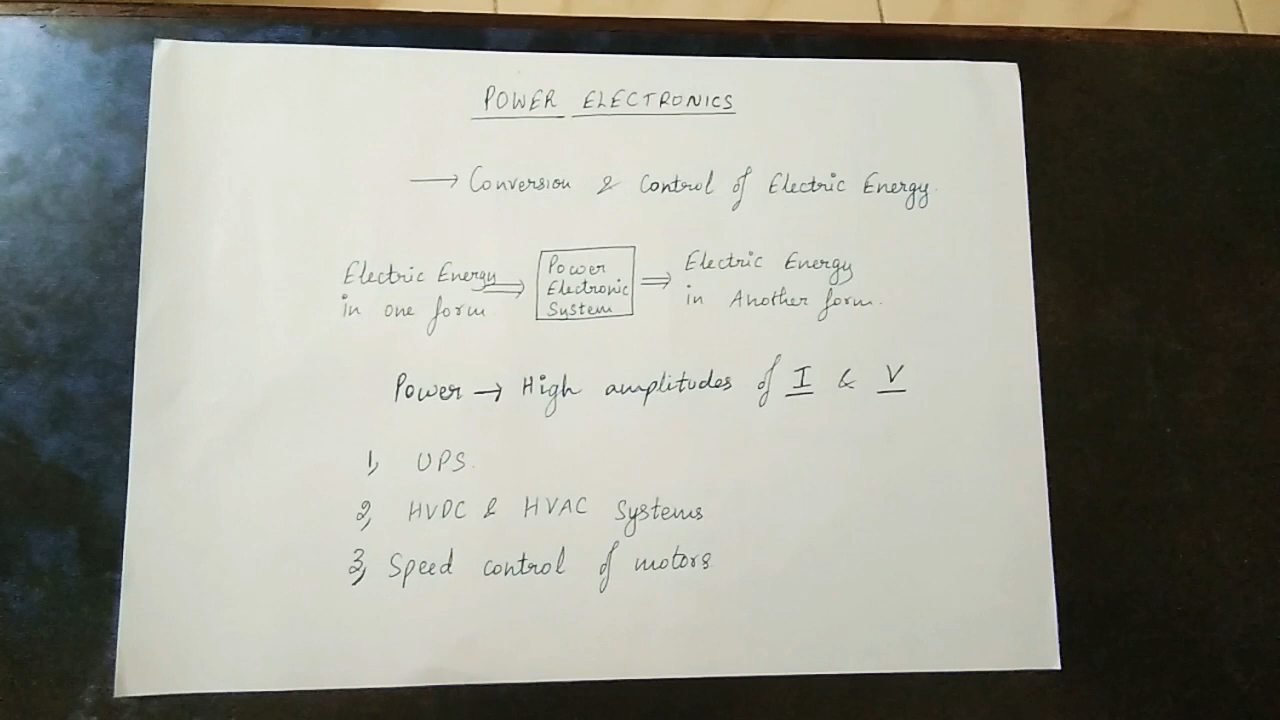 POWER ELECTRONICS
→ Conversion & Control of Electric Energy.
Electric Energy
in one form
⇒
Power
Electronic
System
⇒
Electric Energy
in Another form.
Power → High amplitudes of I & V
1, UPS.
2, HVDC & HVAC Systems
3, Speed control of motors